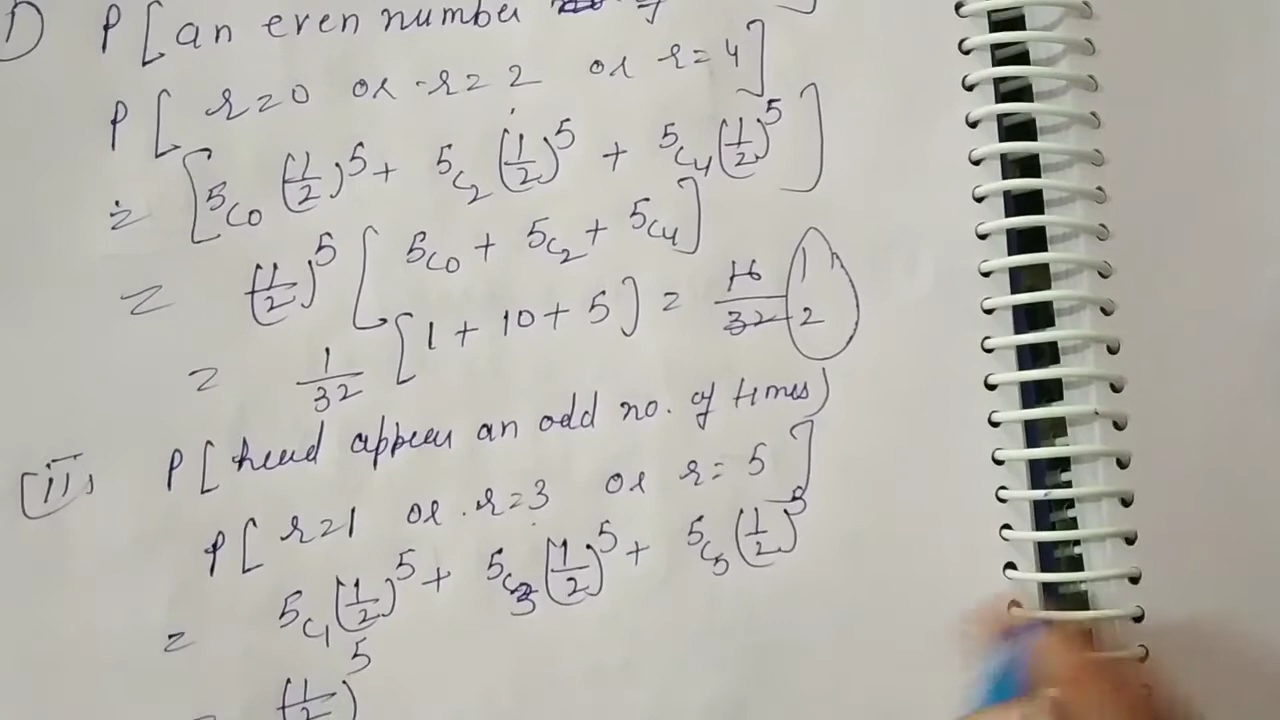 1) P [an even number
P [ r=0 or r=2 or r=4]
= [5C0 (1/2)^5 + 5C2 (1/2)^5 + 5C4 (1/2)^5]
= (1/2)^5 [5C0 + 5C2 + 5C4]
= 1/32 [1 + 10 + 5] = 16/32 1/2
(ii) P [head appear an odd no. of times)
P [ r=1 or r=3 or r=5 ]
= 5C1 (1/2)^5 + 5C3 (1/2)^5 + 5C5 (1/2)^5
= (1/2)^5